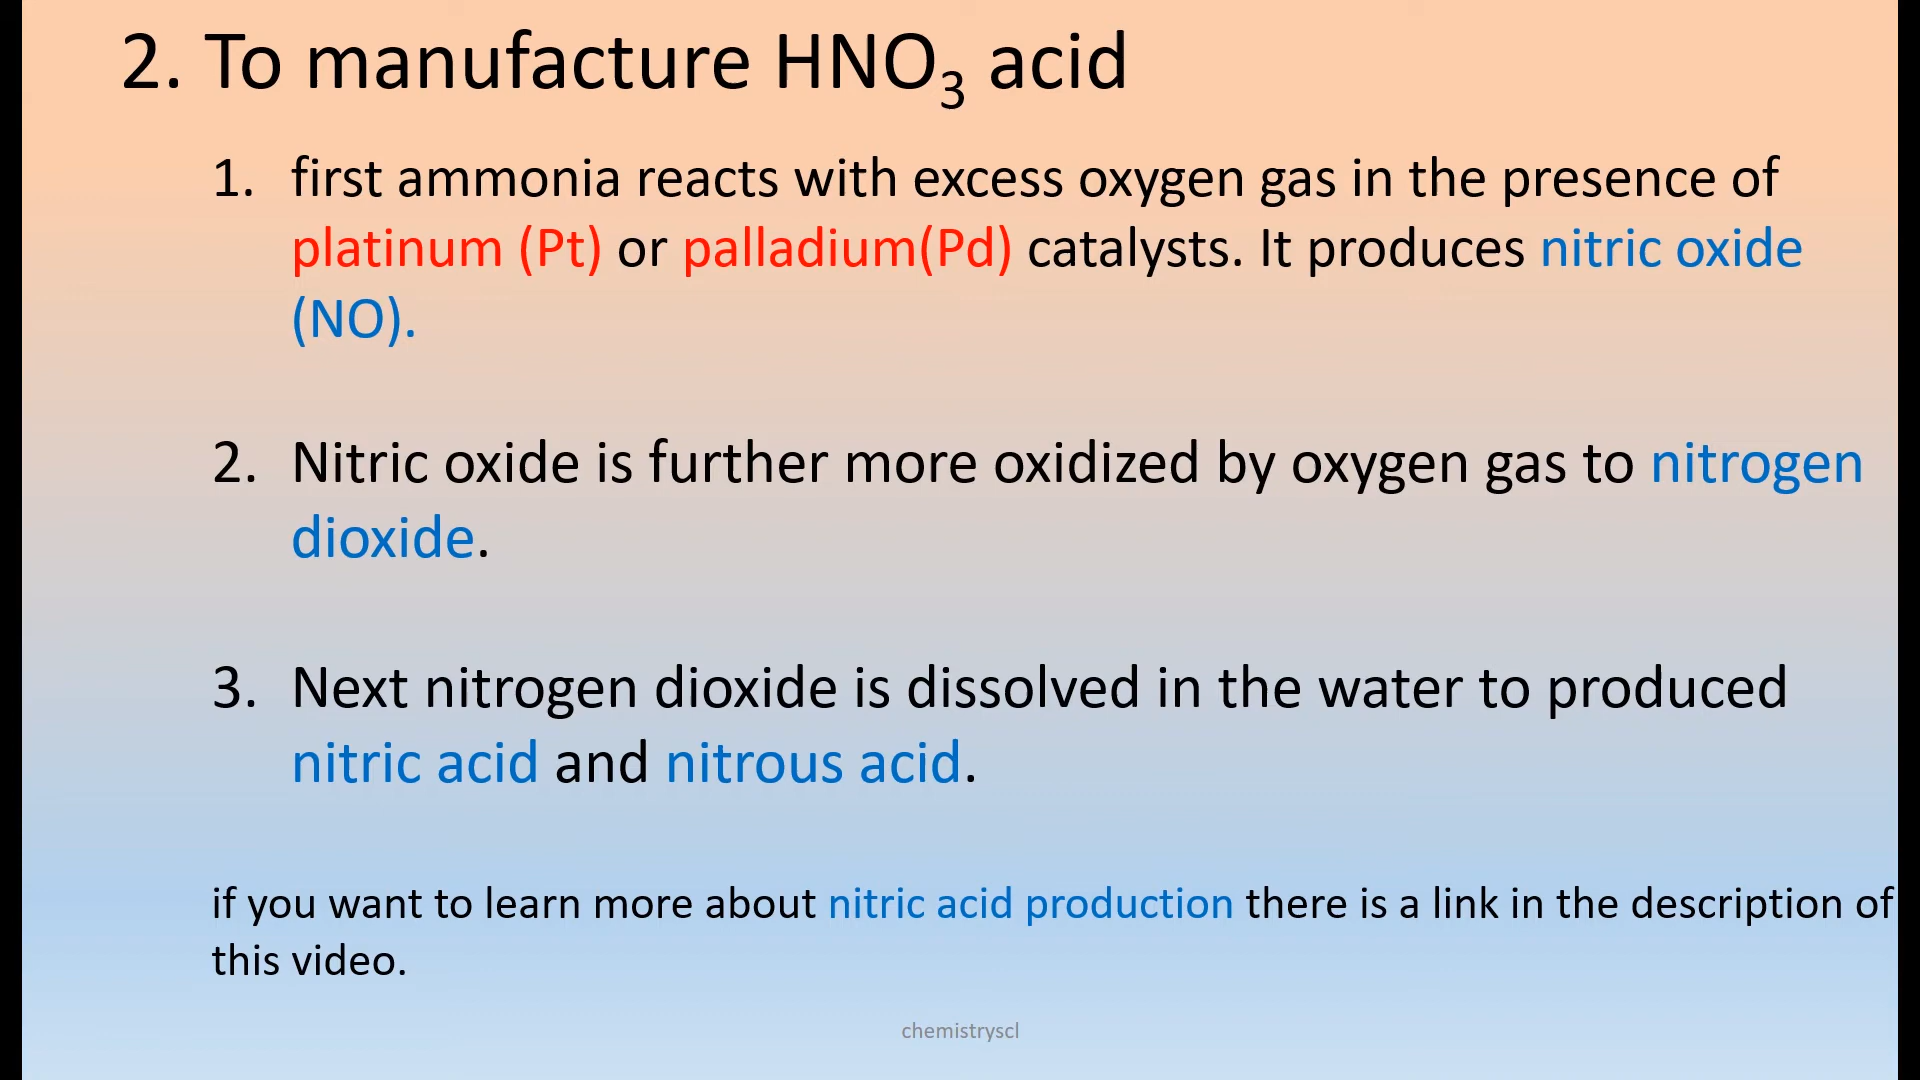 2. To manufacture HNO₃ acid
1. first ammonia reacts with excess oxygen gas in the presence of
platinum (Pt) or palladium(Pd) catalysts. It produces nitric oxide
(NO).
2. Nitric oxide is further more oxidized by oxygen gas to nitrogen
dioxide.
3. Next nitrogen dioxide is dissolved in the water to produced
nitric acid and nitrous acid.
if you want to learn more about nitric acid production there is a link in the description of
this video.
chemistryscl